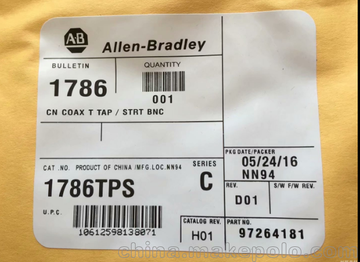 AB Allen-Bradley
BULLETIN QUANTITY
1786
001
CN COAX T TAP / STRT BNC
PKG DATE/PACKER
05/24/16
NN94
CAT .NO. PRODUCT OF CHINA /MFG.LOC.NN94 SERIES
1786TPS C
REV. S/W F/W REV.
D01
U.P.C.
10612598138071
CATALOG REV. PART NO.
H01 97264181
china.makepolo.com